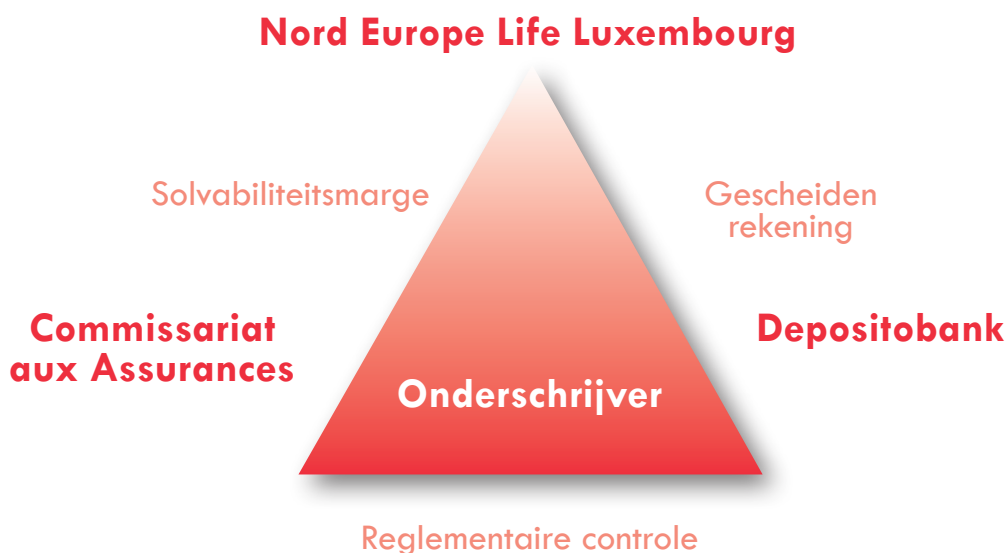 Nord Europe Life Luxembourg
Solvabiliteitsmarge
Gescheiden
rekening
Commissariat
aux Assurances
Depositobank
Onderschrijver
Reglementaire controle